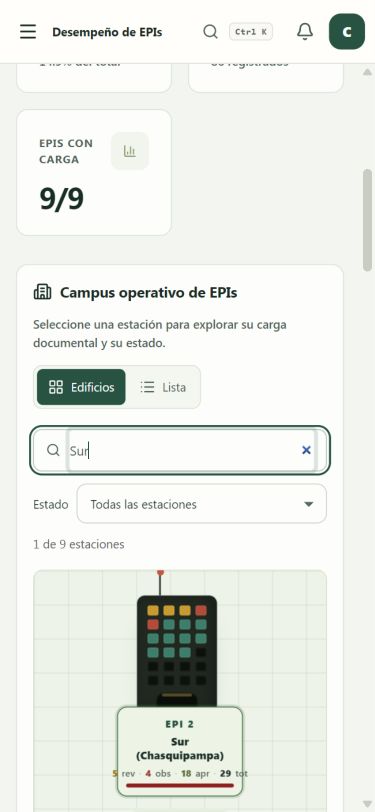 Desempeño de EPIs
Ctrl K
C
14.5% del total
registrados
EPIS CON
CARGA
9/9
Campus operativo de EPIs
Seleccione una estación para explorar su carga
documental y su estado.
Edificios
Lista
Sur
Estado
Todas las estaciones
1 de 9 estaciones
EPI 2
Sur
(Chasquipampa)
5 rev · 4 obs · 18 apr · 29 tot